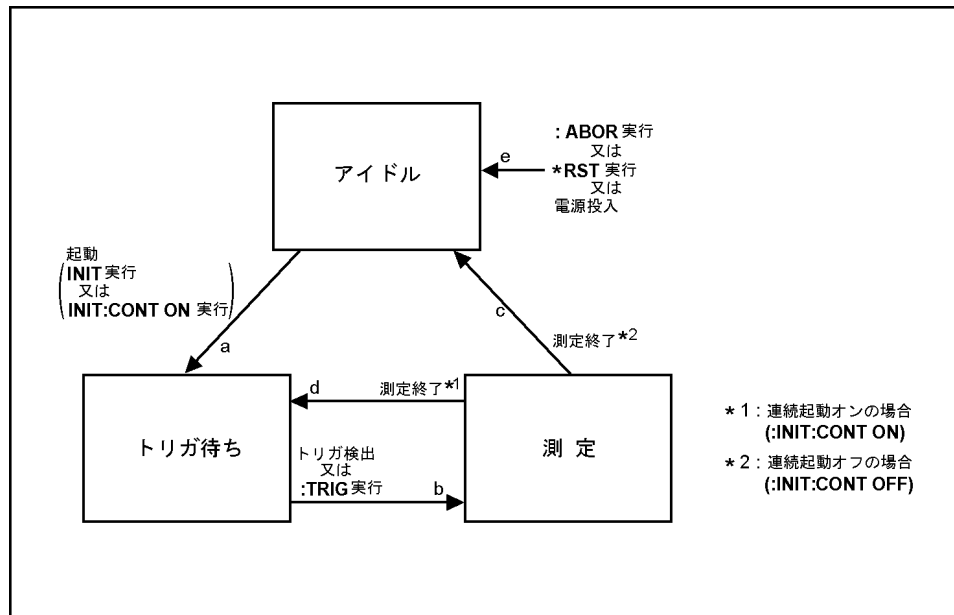 アイドル
e
: ABOR 実行
又は
*RST 実行
又は
電源投入
起動
INIT 実行
又は
INIT:CONT ON 実行
a
c
測定終了*2
トリガ待ち
d
測定終了*1
トリガ検出
又は
:TRIG 実行
b
測 定
*1 : 連続起動オンの場合
(:INIT:CONT ON)
*2 : 連続起動オフの場合
(:INIT:CONT OFF)